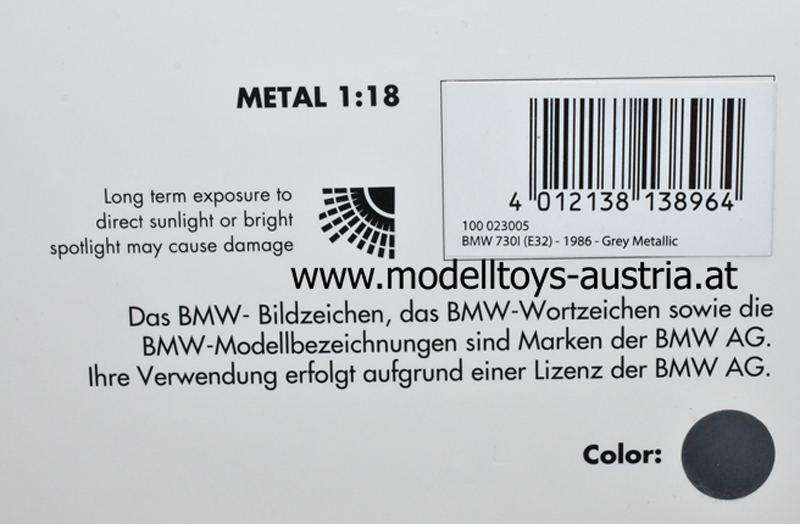 METAL 1:18
Long term exposure to
direct sunlight or bright
spotlight may cause damage
4 012138 138964
100 023005
BMW 730I (E32) - 1986 - Grey Metallic
www.modelltoys-austria.at
Das BMW- Bildzeichen, das BMW-Wortzeichen sowie die
BMW-Modellbezeichnungen sind Marken der BMW AG.
Ihre Verwendung erfolgt aufgrund einer Lizenz der BMW AG.
Color: